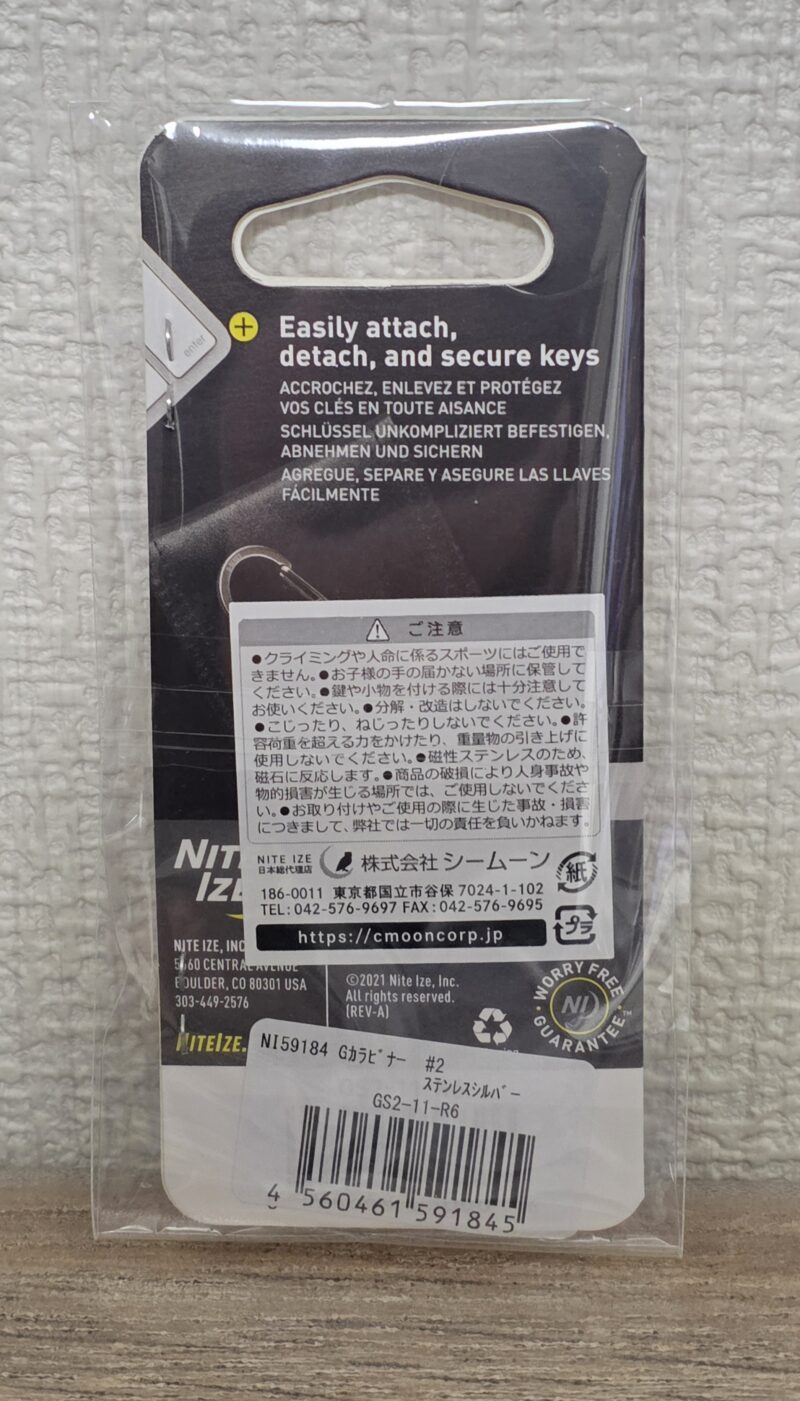 enter
Easily attach,
detach, and secure keys
ACCROCHEZ, ENLEVEZ ET PROTÉGEZ
VOS CLÉS EN TOUTE AISANCE
SCHLÜSSEL UNKOMPLIZIERT BEFESTIGEN,
ABNEHMEN UND SICHERN
AGREGUE, SEPARE Y ASEGURE LAS LLAVES
FÁCILMENTE
ご注意
●クライミングや人命に係るスポーツにはご使用で
きません。●お子様の手の届かない場所に保管して
ください。●鍵や小物を付ける際には十分注意して
お使いください。●分解・改造はしないでください。
●こじったり、ねじったりしないでください。●許
容荷重を超える力をかけたり、重量物の引き上げに
使用しないでください。●磁性ステンレスのため、
磁石に反応します。●商品の破損により人身事故や
物的損害が生じる場所では、ご使用しないでくださ
い。●お取り付けやご使用の際に生じた事故・損害
につきまして、弊社では一切の責任を負いかねます。
NITE IZE
日本総代理店
株式会社 シームーン
紙
186-0011 東京都国立市谷保 7024-1-102
TEL:042-576-9697 FAX:042-576-9695
プラ
https://cmooncorp.jp
NITE IZE, INC
5660 CENTRAL AVENUE
BOULDER, CO 80301 USA
303-449-2576
NITEIZE.
©2021 Nite Ize, Inc.
All rights reserved.
(REV-A)
WORRY FREE
NI
GUARANTEE
NI59184 Gカラビナー #2
ステンレスシルバー
GS2-11-R6
4 560461 591845